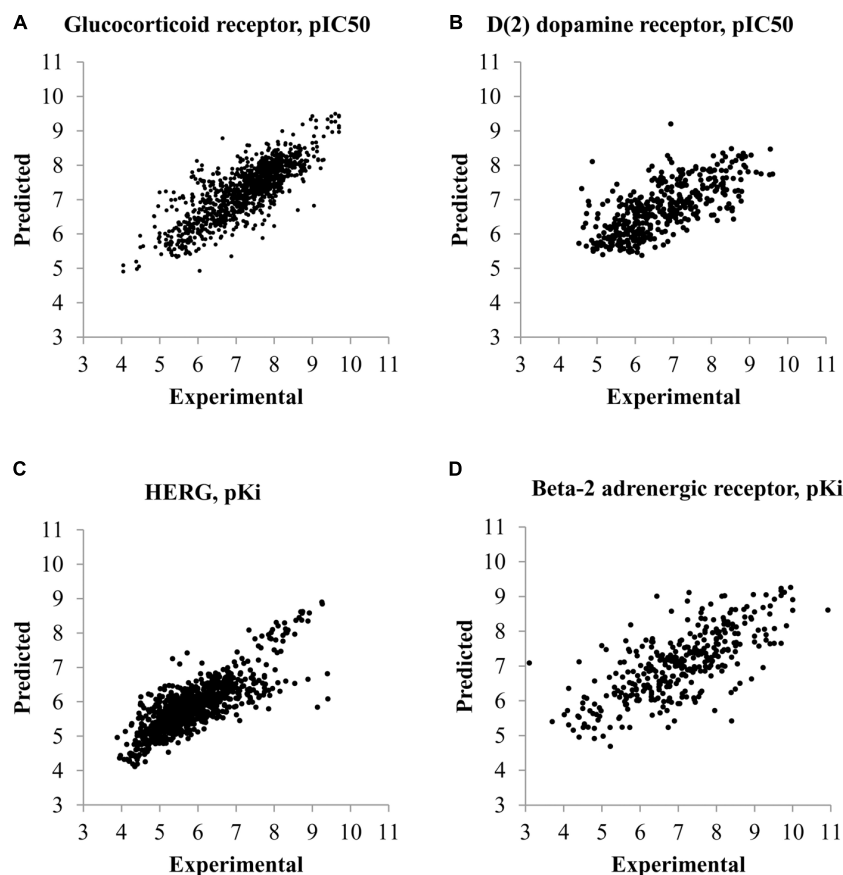 A
Glucocorticoid receptor, pIC50
11
10
9
8
7
6
5
4
3
Predicted
3 4 5 6 7 8 9 10 11
Experimental
B
D(2) dopamine receptor, pIC50
11
10
9
8
7
6
5
4
3
Predicted
3 4 5 6 7 8 9 10 11
Experimental
C
HERG, pKi
11
10
9
8
7
6
5
4
3
Predicted
3 4 5 6 7 8 9 10 11
Experimental
D
Beta-2 adrenergic receptor, pKi
11
10
9
8
7
6
5
4
3
Predicted
3 4 5 6 7 8 9 10 11
Experimental